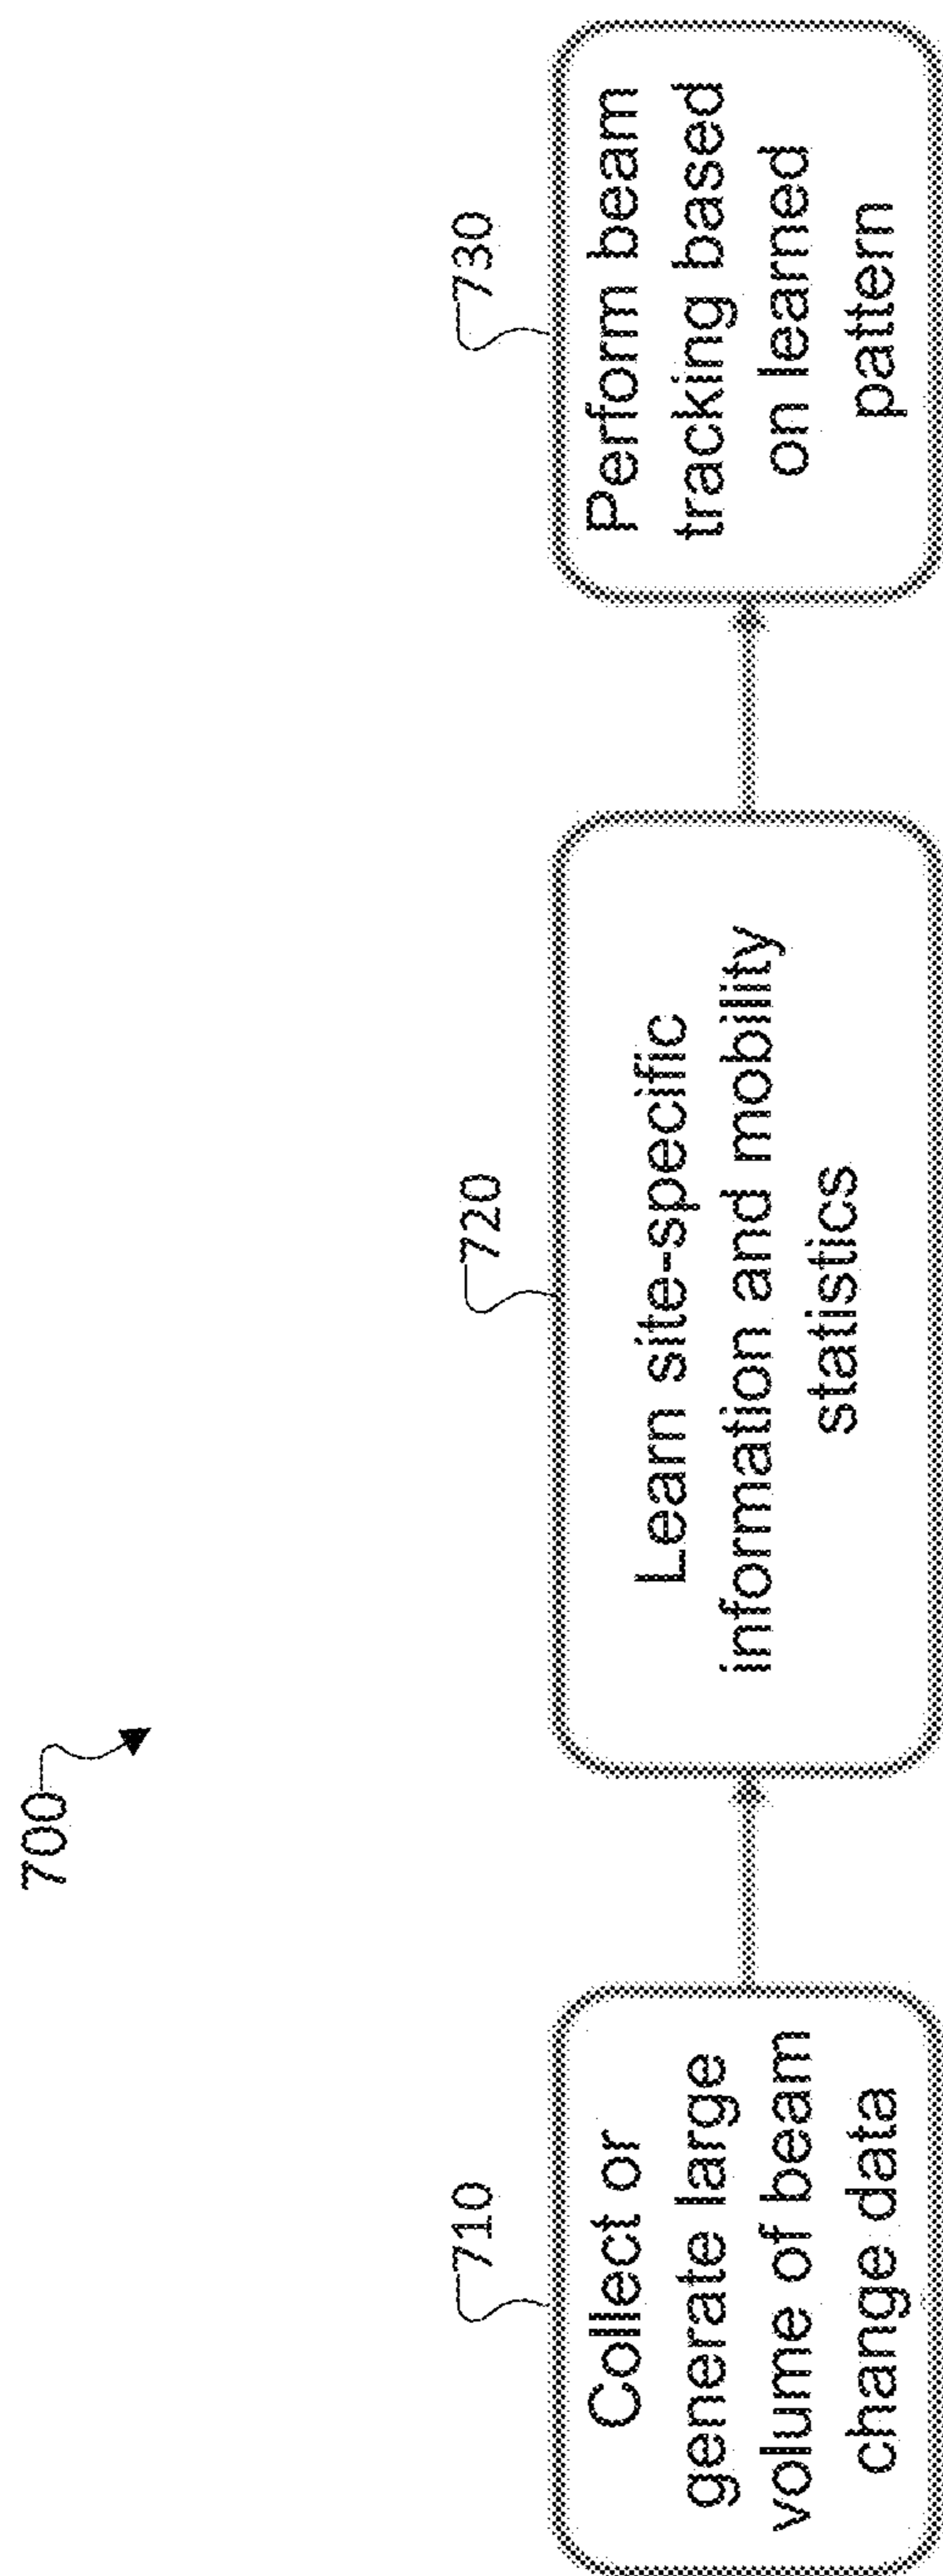 700
710
Collect or
generate large
volume of beam
change data
720
Learn site-specific
information and mobility
statistics
730
Perform beam
tracking based
on learned
pattern